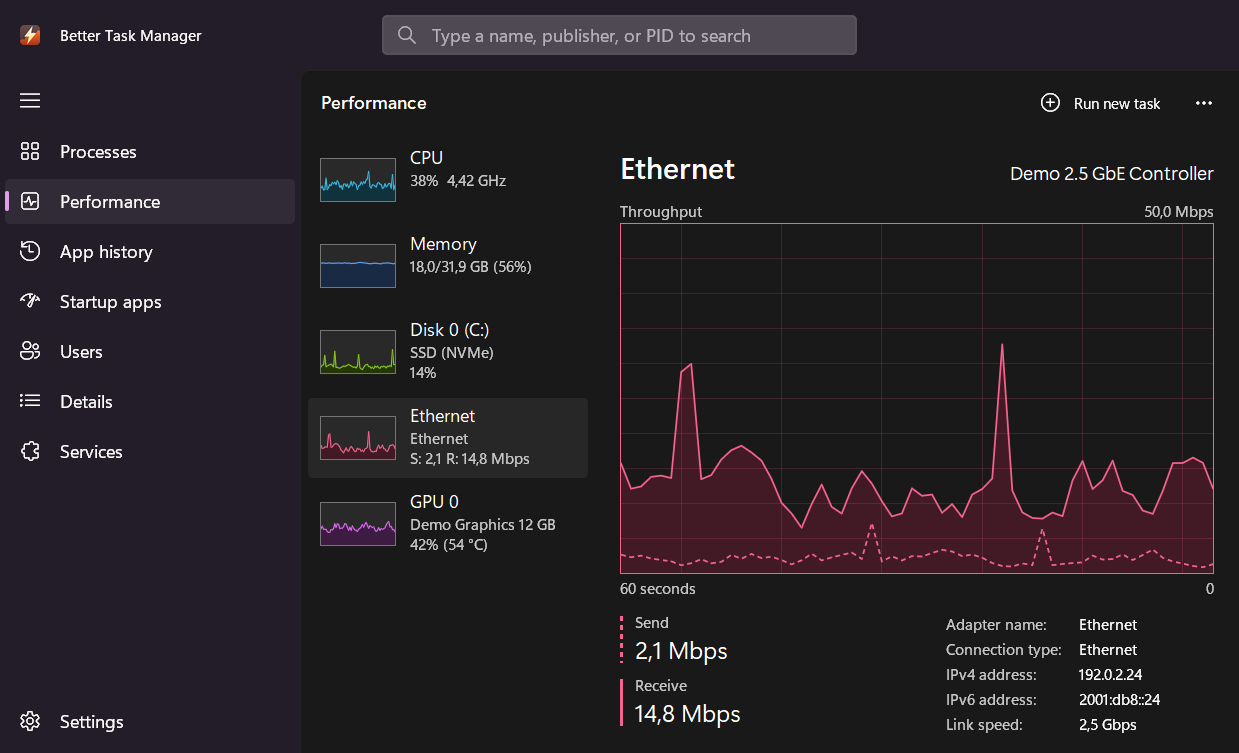 Better Task Manager
Type a name, publisher, or PID to search
Performance
Run new task
Processes
Performance
App history
Startup apps
Users
Details
Services
Settings
CPU
38% 4,42 GHz
Memory
18,0/31,9 GB (56%)
Disk 0 (C:)
SSD (NVMe)
14%
Ethernet
Ethernet
S: 2,1 R: 14,8 Mbps
GPU 0
Demo Graphics 12 GB
42% (54 °C)
Ethernet
Demo 2.5 GbE Controller
Throughput
50,0 Mbps
60 seconds
0
Send
2,1 Mbps
Receive
14,8 Mbps
Adapter name: Ethernet
Connection type: Ethernet
IPv4 address: 192.0.2.24
IPv6 address: 2001:db8::24
Link speed: 2,5 Gbps